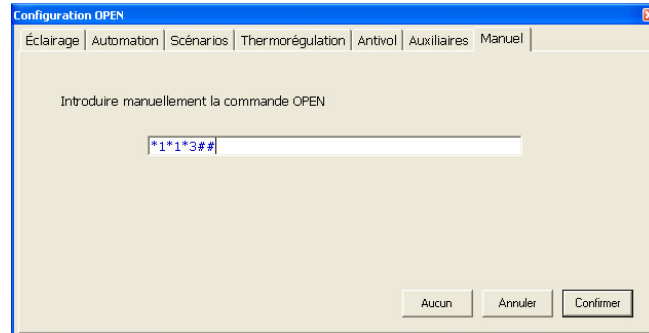 Configuration OPEN
Éclairage Automation Scénarios Thermorégulation Antivol Auxiliaires Manuel
Introduire manuellement la commande OPEN
*1*1*3##
Aucun Annuler Confirmer